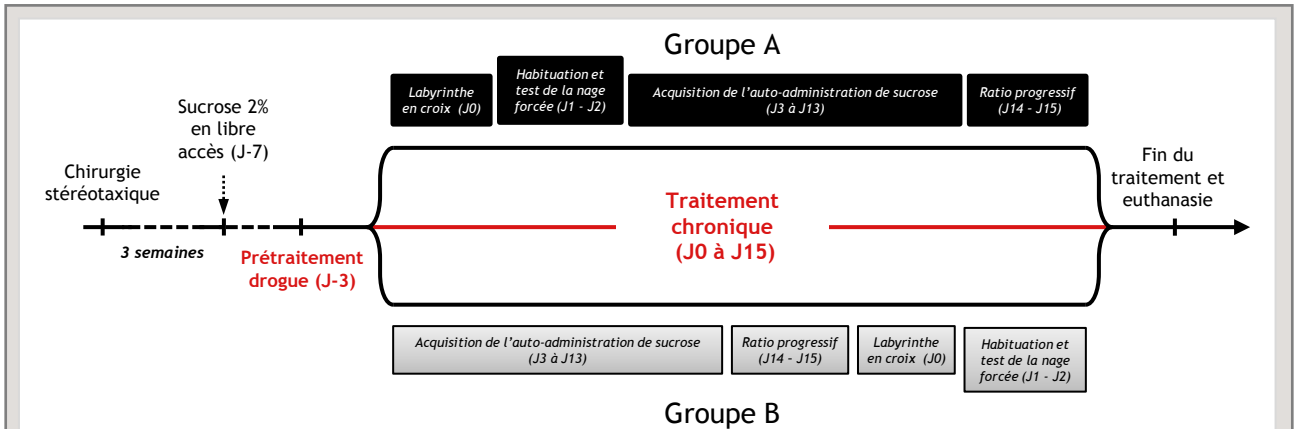 Groupe A
Labyrinthe
en croix (J0)
Habituation et
test de la nage
forcée (J1 - J2)
Acquisition de l'auto-administration de sucrose
(J3 à J13)
Ratio progressif
(J14 – J15)
Sucrose 2%
en libre
accès (J-7)
Chirurgie
stéréotaxique
3 semaines
Prétraitement
drogue (J-3)
Traitement
chronique
(J0 à J15)
Fin du
traitement et
euthanasie
Acquisition de l'auto-administration de sucrose
(J3 à J13)
Ratio progressif
(J14 – J15)
Labyrinthe
en croix (J0)
Habituation et
test de la nage
forcée (J1 - J2)
Groupe B